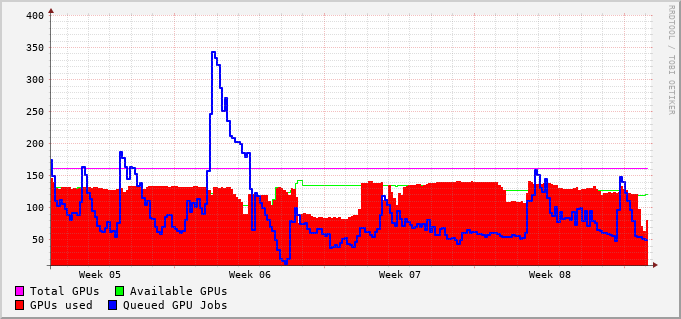 400
350
300
250
200
150
100
50
Week 05 Week 06 Week 07 Week 08
Total GPUs Available GPUs
GPUs used Queued GPU Jobs
RRDTOOL / TOBI OETIKER